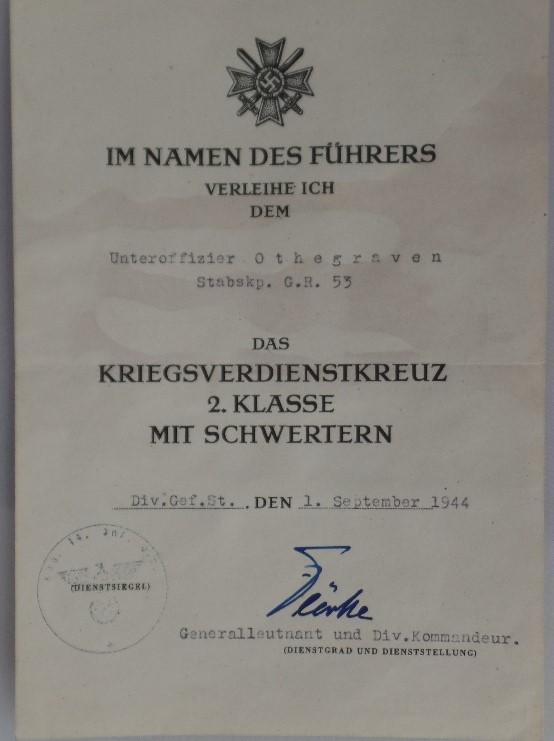 IM NAMEN DES FÜHRERS
VERLEIHE ICH
DEM
Unteroffizier Othegraven
Stabskp. G.R. 53
DAS
KRIEGSVERDIENSTKREUZ
2. KLASSE
MIT SCHWERTERN
Div.Gef.St. , DEN 1. September 1944
(DIENSTSIEGEL)
Generalleutnant und Div.Kommandeur.
(DIENSTGRAD UND DIENSTSTELLUNG)